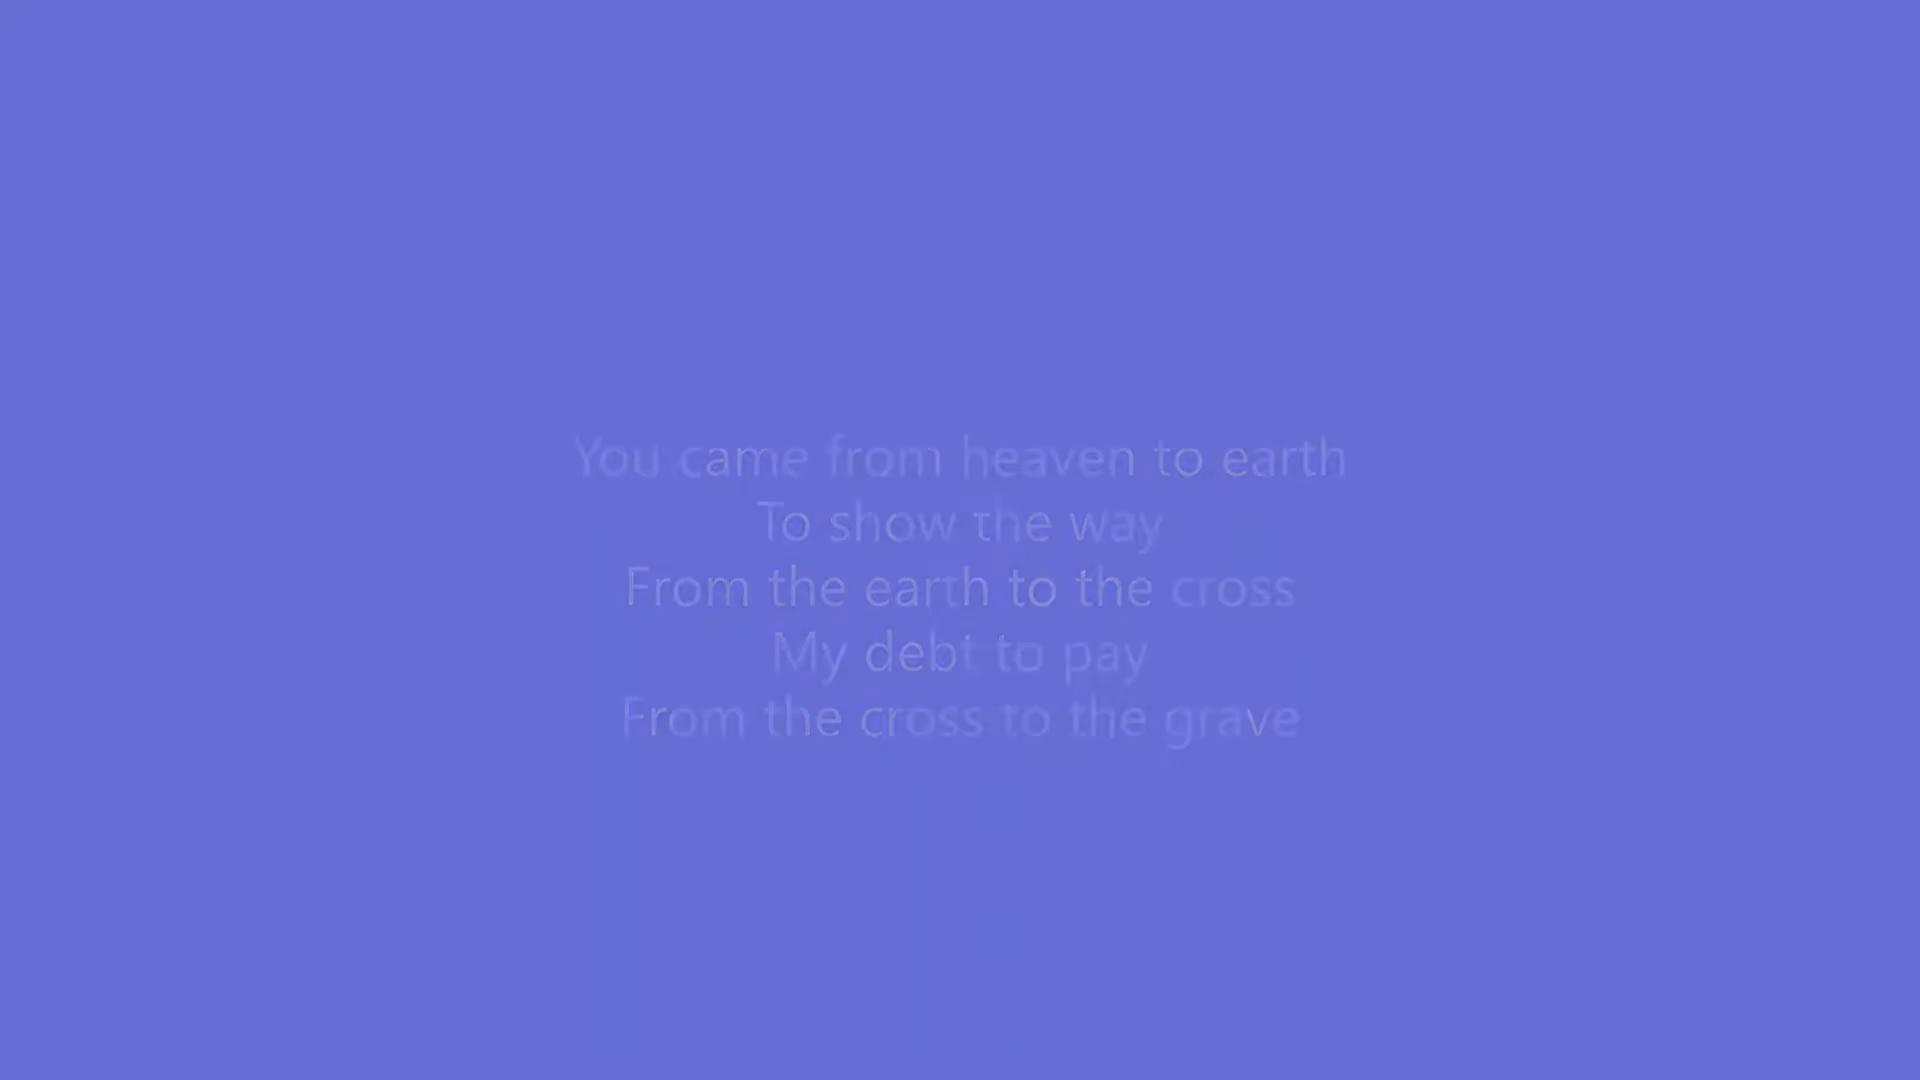 You came from heaven to earth
To show the way
From the earth to the cross
My debt to pay
From the cross to the grave